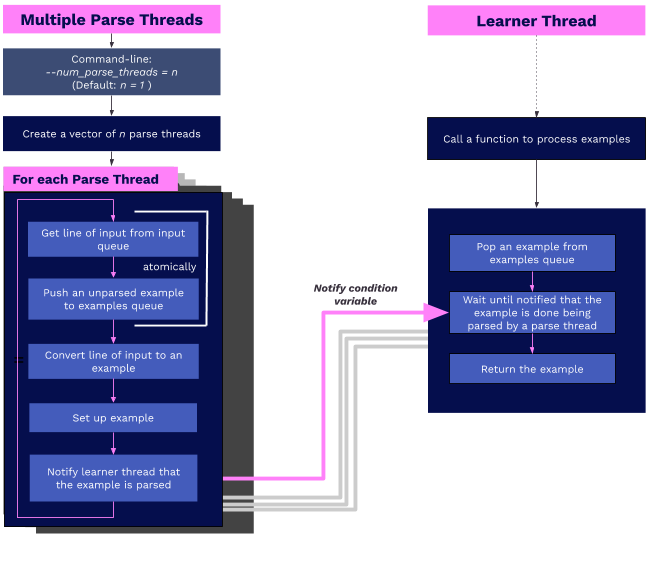 Multiple Parse Threads
Command-line:
--num_parse_threads = n
(Default: n = 1 )
Create a vector of n parse threads
For each Parse Thread
Get line of input from input
queue
atomically
Push an unparsed example
to examples queue
Convert line of input to an
example
Set up example
Notify learner thread that
the example is parsed
Notify condition
variable
Learner Thread
Call a function to process examples
Pop an example from
examples queue
Wait until notified that the
example is done being
parsed by a parse thread
Return the example